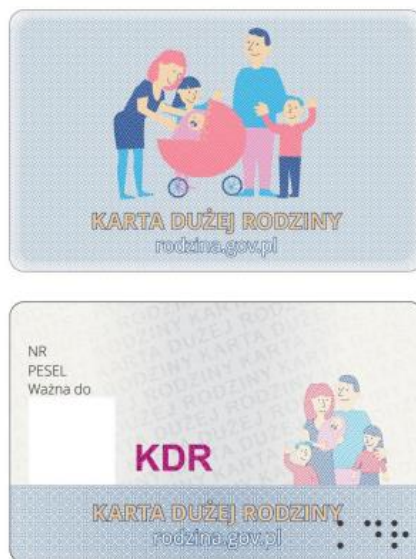 KARTA DUŻEJ RODZINY
rodzina.gov.pl
NR
PESEL
Ważna do
KDR
KARTA DUŻEJ RODZINY
rodzina.gov.pl